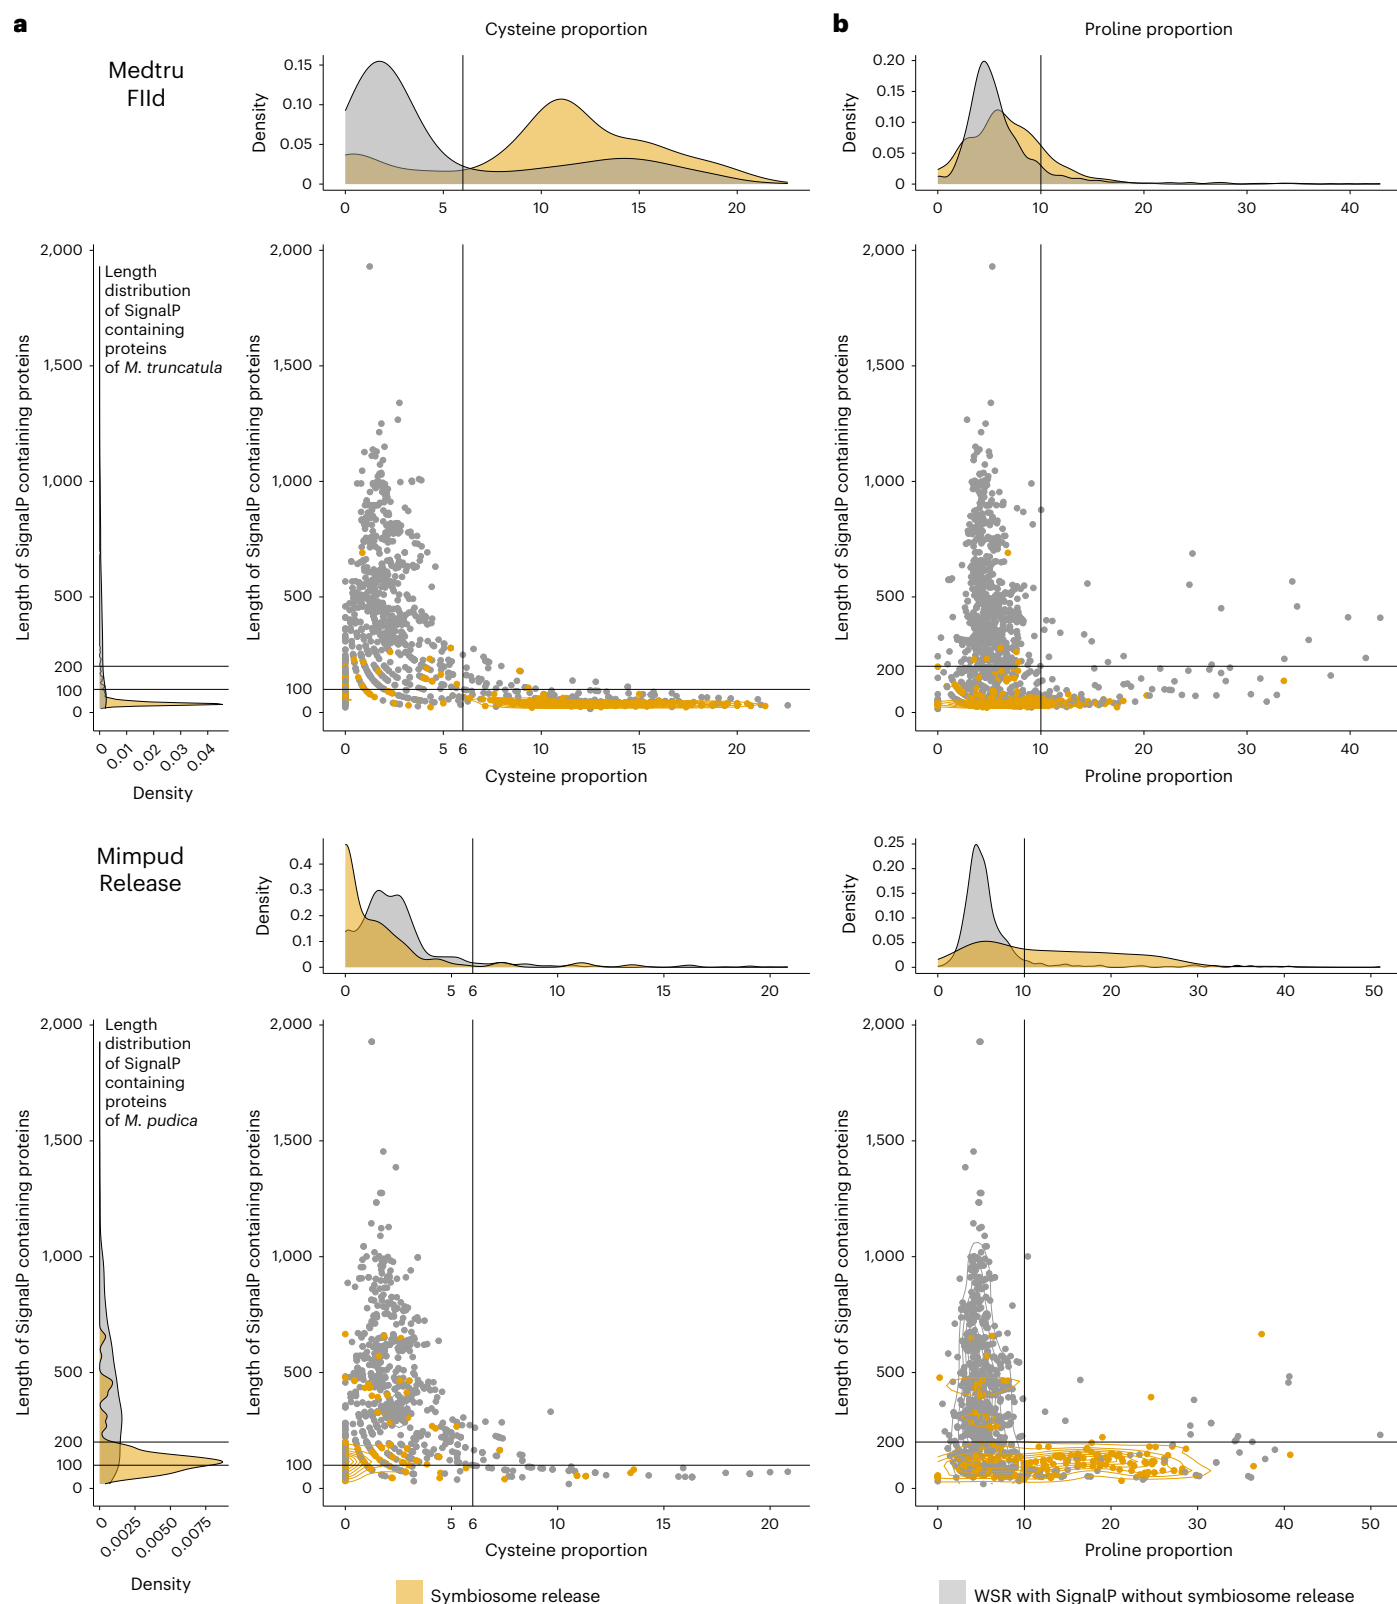 a
Cysteine proportion
b
Proline proportion
Medtru
FIId
Density
0.15
0.10
0.05
0
0 5 10 15 20
Density
0.20
0.15
0.10
0.05
0
0 10 20 30 40
Length of SignalP containing proteins
2,000
1,500
1,000
500
200
100
0
Length
distribution
of SignalP
containing
proteins
of M. truncatula
0 0.01 0.02 0.03 0.04
Density
Length of SignalP containing proteins
2,000
1,500
1,000
500
100
0
0 5 6 10 15 20
Cysteine proportion
Length of SignalP containing proteins
2,000
1,500
1,000
500
200
0
0 10 20 30 40
Proline proportion
Mimpud
Release
Density
0.4
0.3
0.2
0.1
0
0 5 6 10 15 20
Density
0.25
0.20
0.15
0.10
0.05
0
0 10 20 30 40 50
Length of SignalP containing proteins
2,000
1,500
1,000
500
200
100
0
Length
distribution
of SignalP
containing
proteins
of M. pudica
0 0.0025 0.0050 0.0075
Density
Length of SignalP containing proteins
2,000
1,500
1,000
500
100
0
0 5 6 10 15 20
Cysteine proportion
Length of SignalP containing proteins
2,000
1,500
1,000
500
200
0
0 10 20 30 40 50
Proline proportion
Symbiosome release
WSR with SignalP without symbiosome release